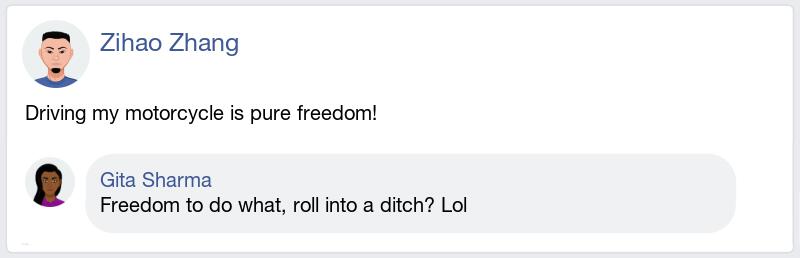 Zihao Zhang
Driving my motorcycle is pure freedom!
Gita Sharma
Freedom to do what, roll into a ditch? Lol